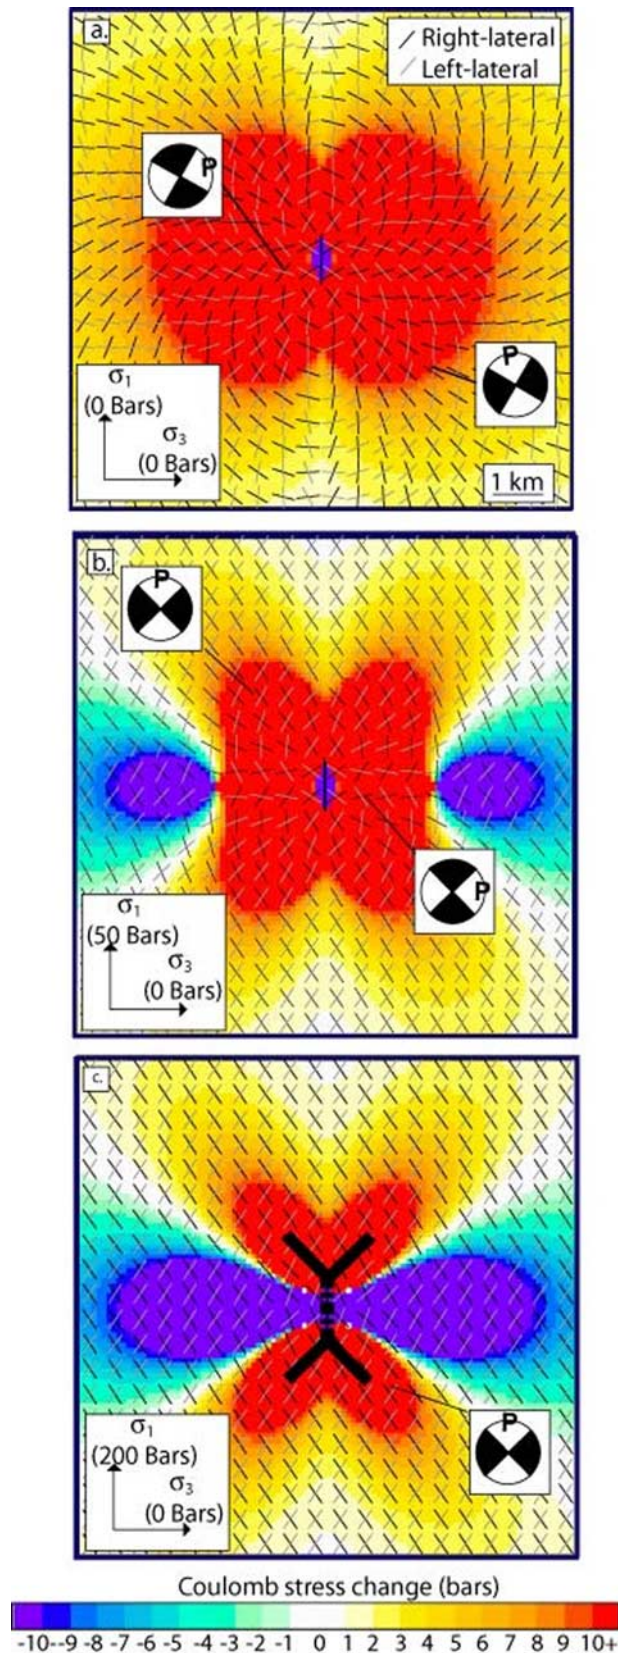 a.
Right-lateral
Left-lateral
P
P
σ1
(0 Bars)
σ3
(0 Bars)
1 km
b.
P
P
σ1
(50 Bars)
σ3
(0 Bars)
c.
P
σ1
(200 Bars)
σ3
(0 Bars)
Coulomb stress change (bars)
-10--9 -8 -7 -6 -5 -4 -3 -2 -1 0 1 2 3 4 5 6 7 8 9 10+